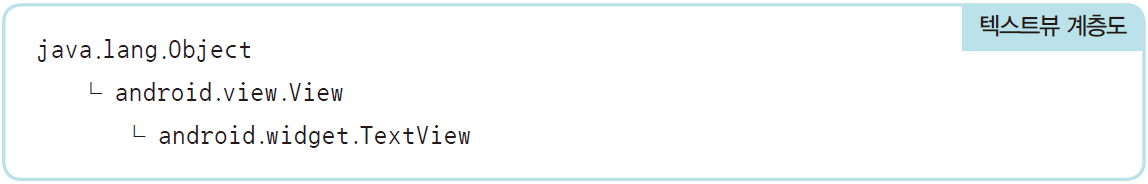 텍스트뷰 계층도
java.lang.Object
└ android.view.View
└ android.widget.TextView